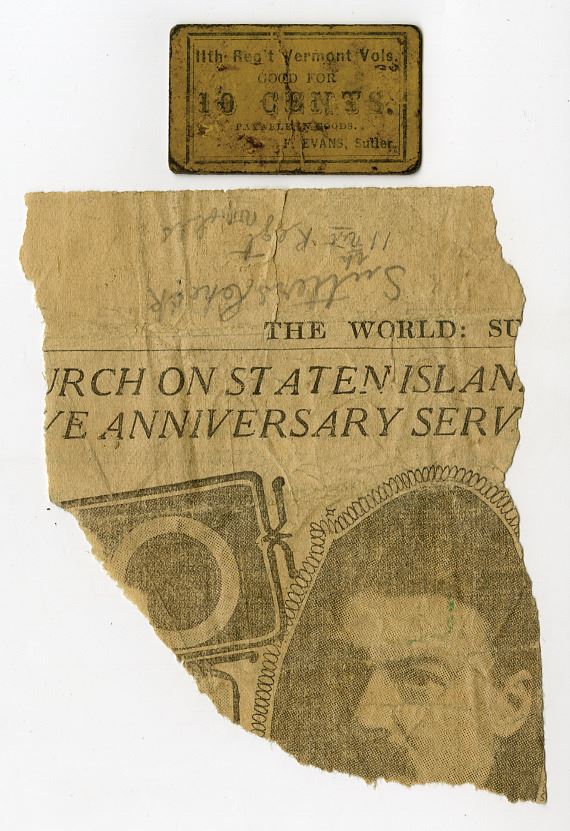 11th Reg't Vermont Vols.
GOOD FOR
10 CENTS.
PAYABLE IN GOODS.
F. EVANS, Sutler.
Sutlers Check
11th Regt
THE WORLD: SU
URCH ON STATEN ISLAN
VE ANNIVERSARY SERV